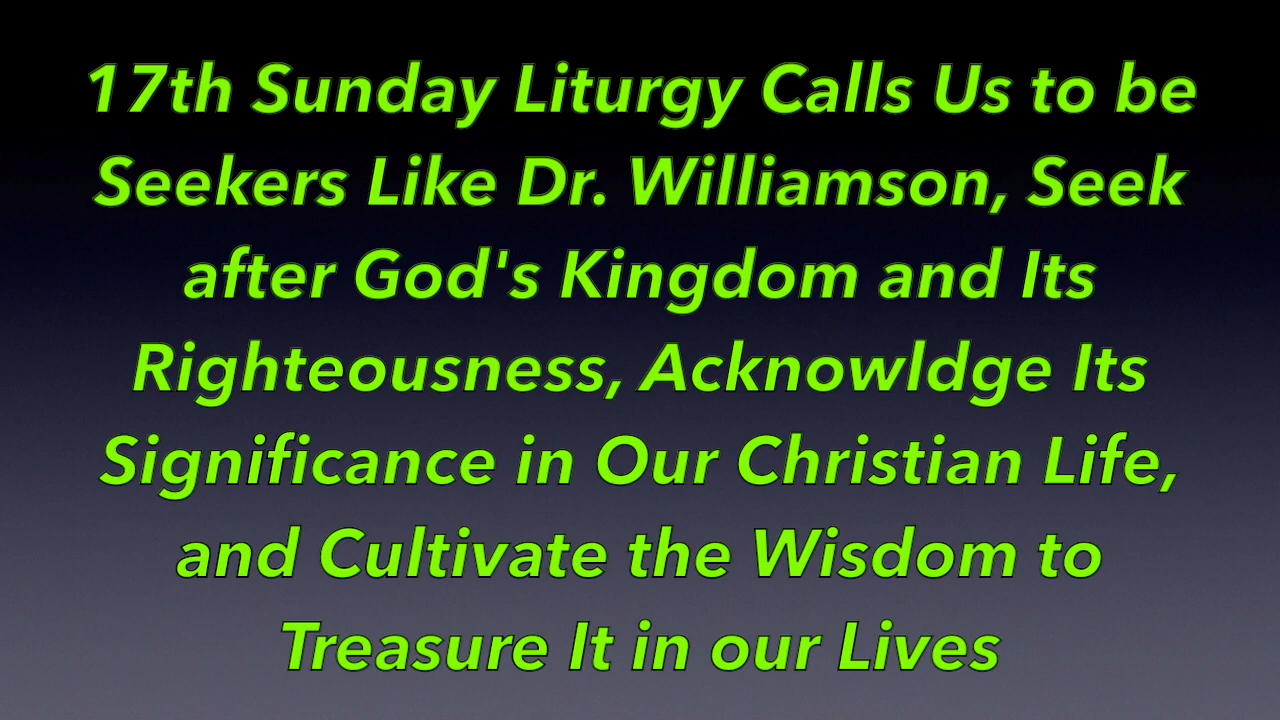 17th Sunday Liturgy Calls Us to be
Seekers Like Dr. Williamson, Seek
after God's Kingdom and Its
Righteousness, Acknowldge Its
Significance in Our Christian Life,
and Cultivate the Wisdom to
Treasure It in our Lives